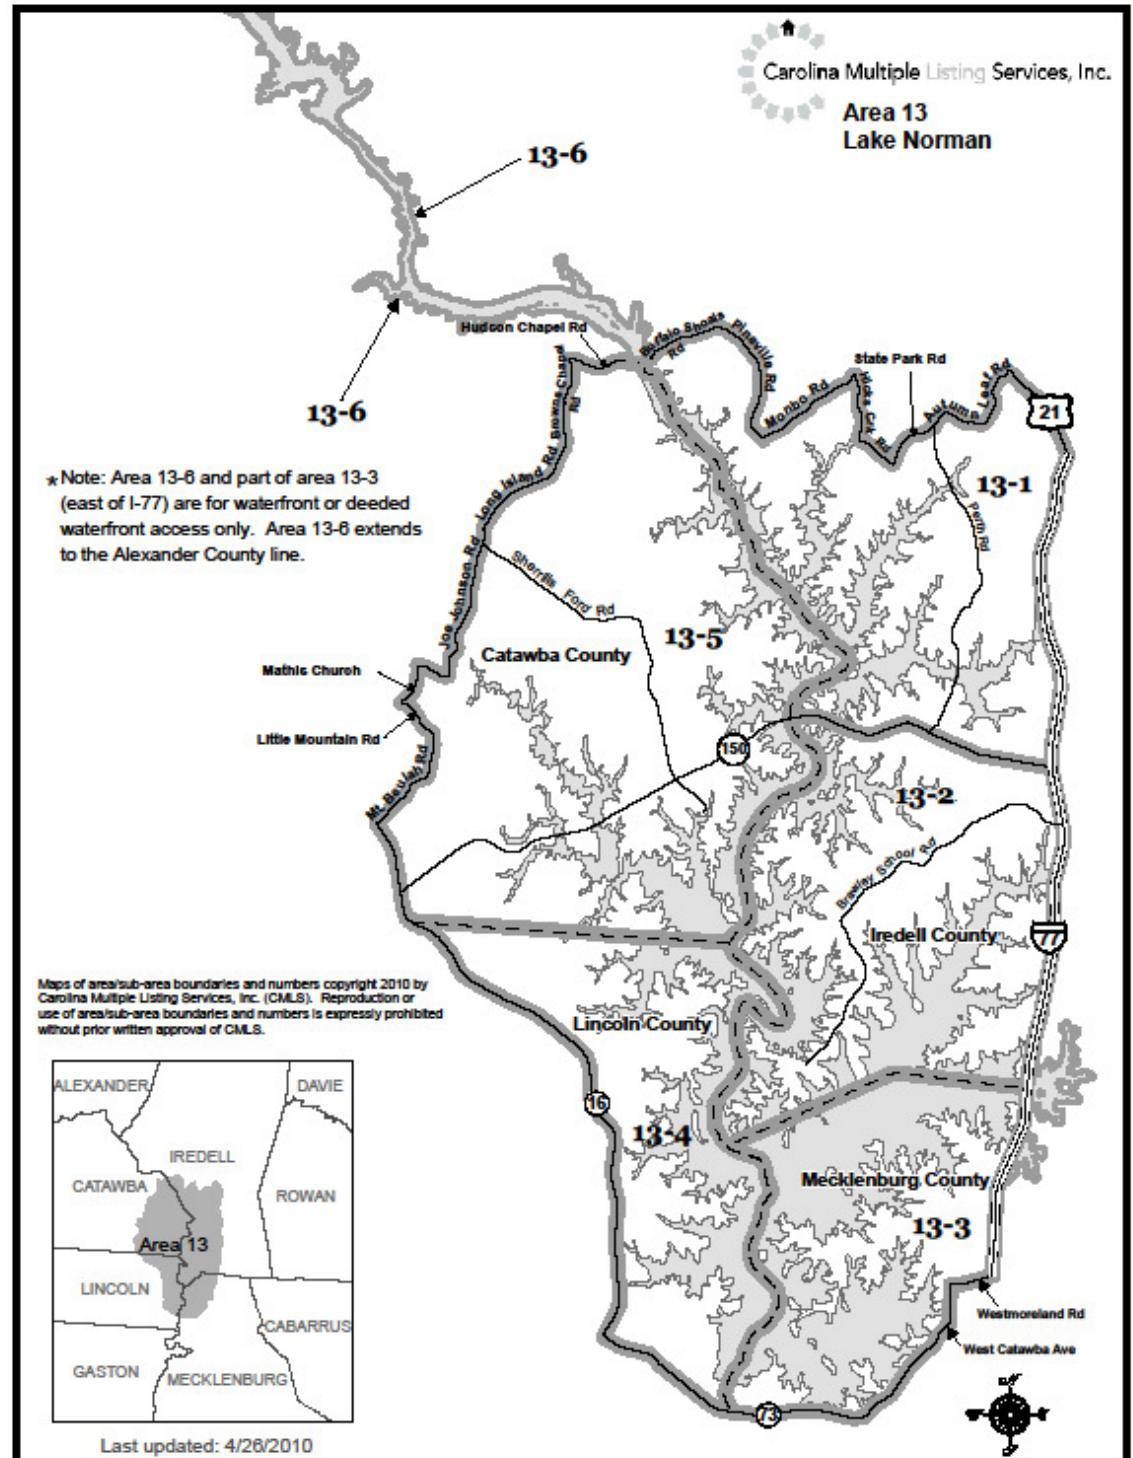 Carolina Multiple Listing Services, Inc.
Area 13
Lake Norman
13-6
13-6
Hudson Chapel Rd
Buffalo Shoals
Rd
Pineville Rd
State Park Rd
Monbo Rd
Hicks Crk Rd
Autumn Leaf Rd
21
Browns Chapel
Rd
Long Island Rd
*Note: Area 13-6 and part of area 13-3
(east of I-77) are for waterfront or deeded
waterfront access only. Area 13-6 extends
to the Alexander County line.
13-1
Perth Rd
Joe Johnson Rd
Sherrills Ford Rd
13-5
Catawba County
Mathis Church
Little Mountain Rd
150
Mt. Beulah Rd
13-2
Brawley School Rd
Iredell County
77
Maps of area/sub-area boundaries and numbers copyright 2010 by
Carolina Multiple Listing Services, Inc. (CMLS). Reproduction or
use of area/sub-area boundaries and numbers is expressly prohibited
without prior written approval of CMLS.
Lincoln County
16
13-4
Mecklenburg County
13-3
Westmoreland Rd
West Catawba Ave
73
ALEXANDER
DAVIE
IREDELL
CATAWBA
ROWAN
Area 13
LINCOLN
CABARRUS
GASTON
MECKLENBURG
Last updated: 4/26/2010